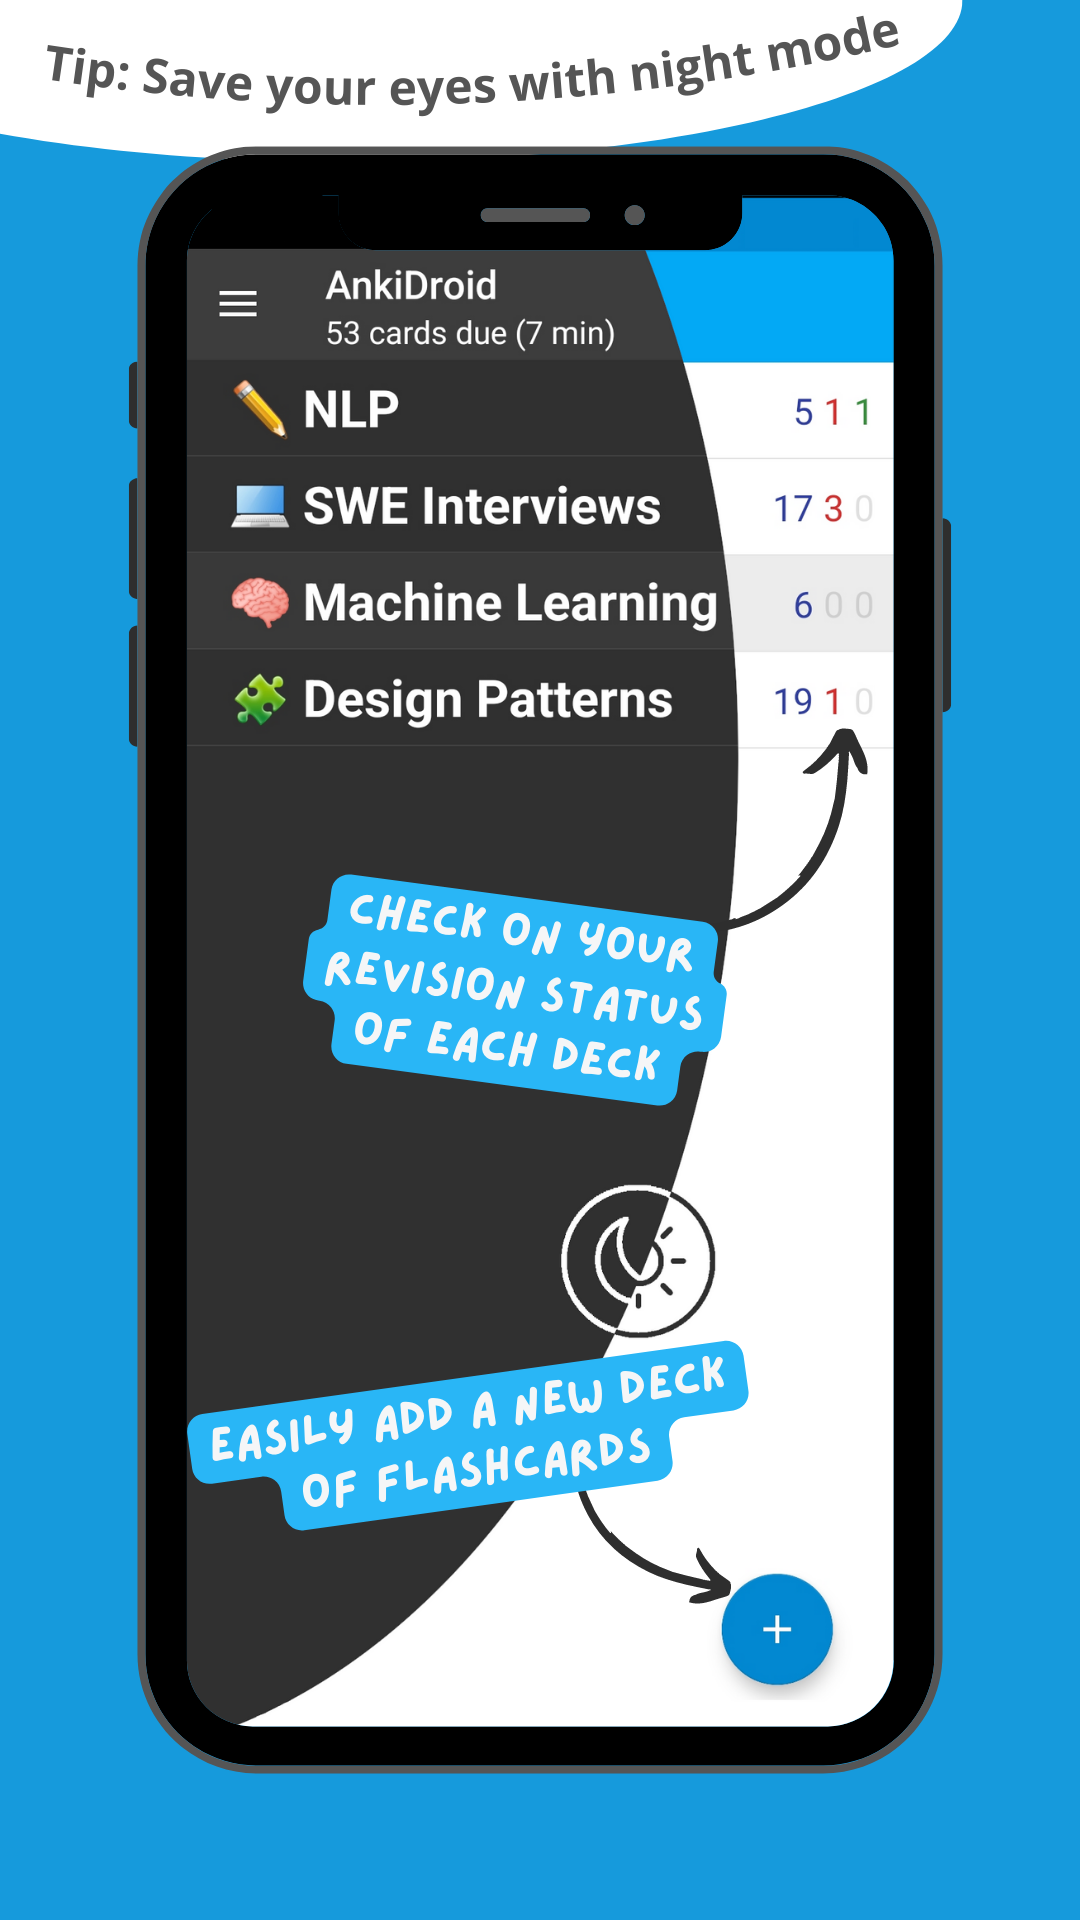 Tip: Save your eyes with night mode
AnkiDroid
53 cards due (7 min)
NLP 5 1 1
SWE Interviews 17 3 0
Machine Learning 6 0 0
Design Patterns 19 1 0
CHECK ON YOUR
REVISION STATUS
OF EACH DECK
EASILY ADD A NEW DECK
OF FLASHCARDS
+